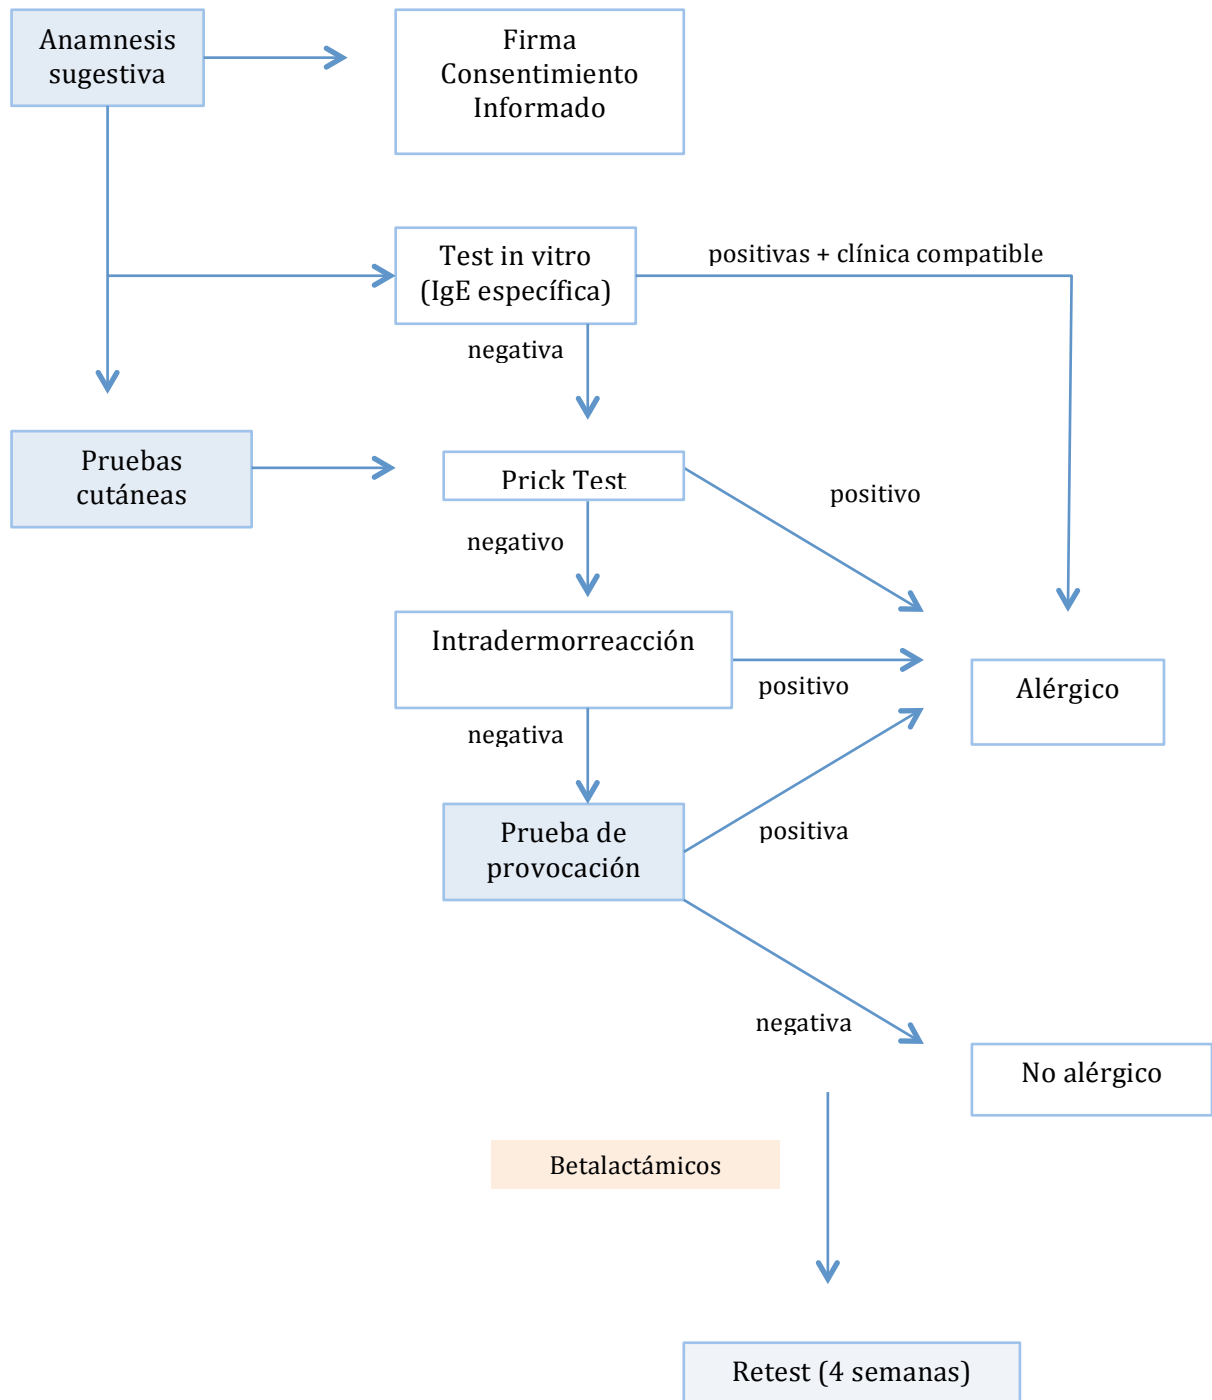 Anamnesis
sugestiva
Firma
Consentimiento
Informado
Test in vitro
(IgE específica)
positivas + clínica compatible
negativa
Pruebas
cutáneas
Prick Test
positivo
negativo
Intradermorreacción
positivo
Alérgico
negativa
Prueba de
provocación
positiva
negativa
No alérgico
Betalactámicos
Retest (4 semanas)